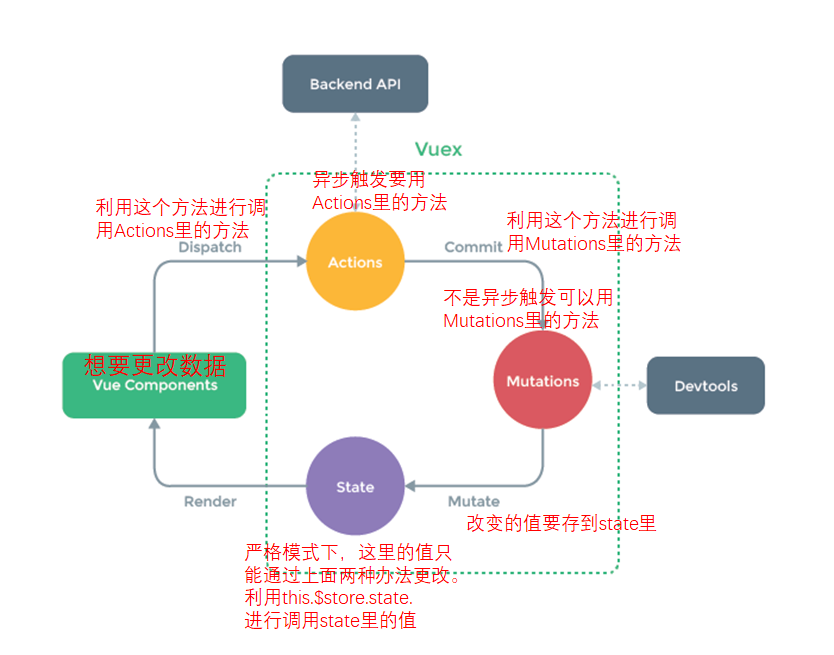 Backend API
Vuex
异步触发要用
Actions里的方法
利用这个方法进行调
用Actions里的方法
Dispatch
Actions
Commit
利用这个方法进行调
用Mutations里的方法
不是异步触发可以用
Mutations里的方法
想要更改数据
Vue Components
Mutations
Devtools
State
Render
Mutate
改变的值要存到state里
严格模式下，这里的值只
能通过上面两种办法更改。
利用this.$store.state.
进行调用state里的值